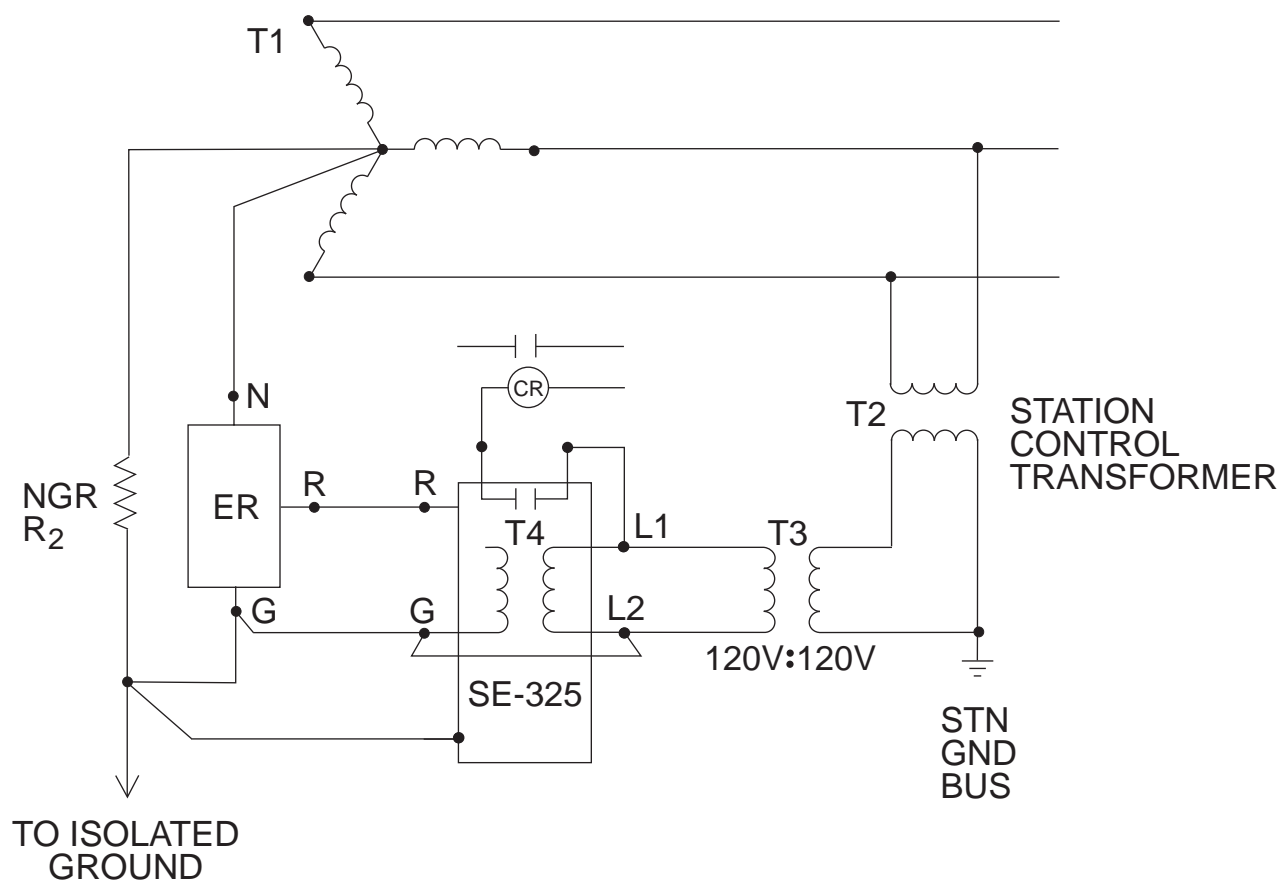 T1
N
CR
T2
STATION
CONTROL
TRANSFORMER
NGR
R2
ER
R
R
T4
L1
T3
G
G
L2
120V:120V
SE-325
STN
GND
BUS
TO ISOLATED
GROUND